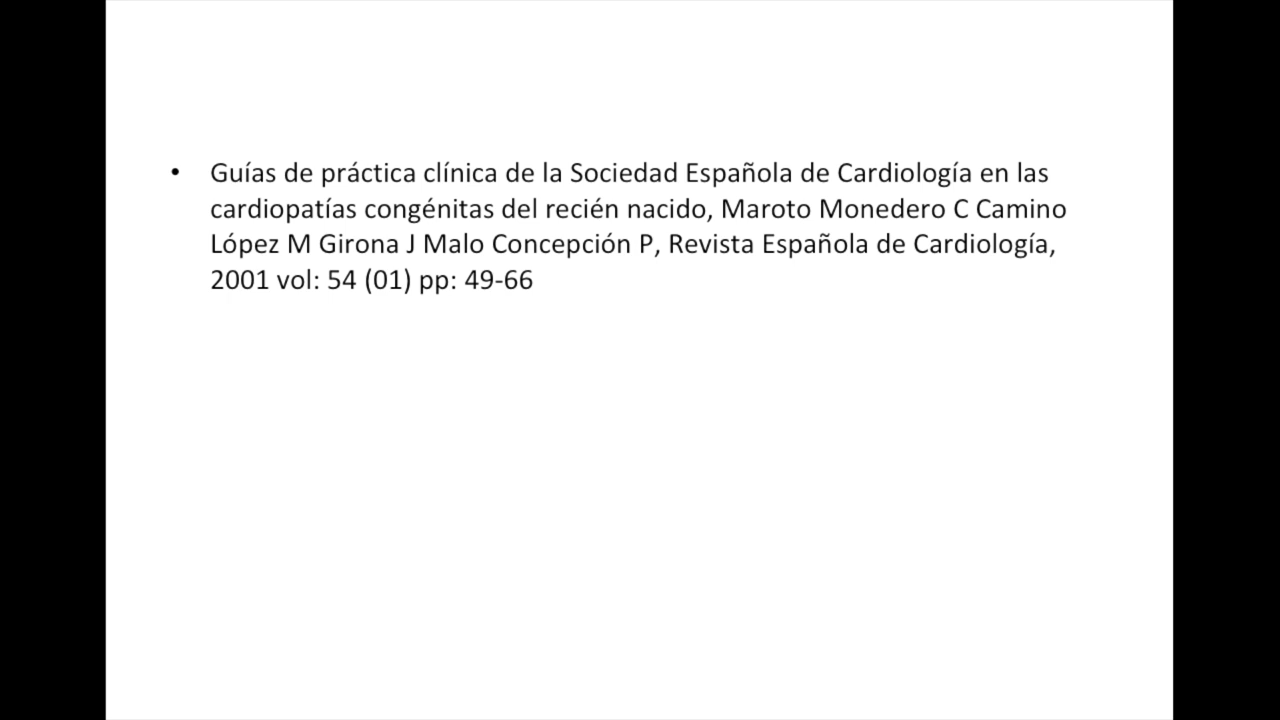 • Guías de práctica clínica de la Sociedad Española de Cardiología en las
cardiopatías congénitas del recién nacido, Maroto Monedero C Camino
López M Girona J Malo Concepción P, Revista Española de Cardiología,
2001 vol: 54 (01) pp: 49-66